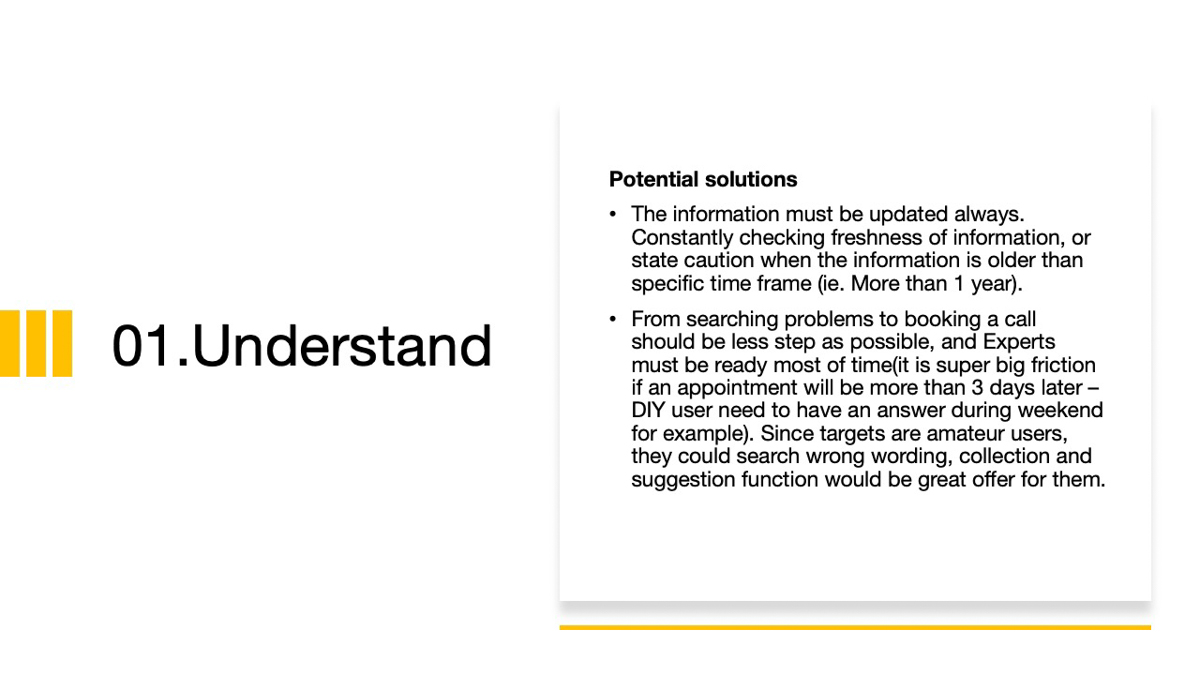 01.Understand
Potential solutions
• The information must be updated always.
Constantly checking freshness of information, or
state caution when the information is older than
specific time frame (ie. More than 1 year).
• From searching problems to booking a call
should be less step as possible, and Experts
must be ready most of time(it is super big friction
if an appointment will be more than 3 days later –
DIY user need to have an answer during weekend
for example). Since targets are amateur users,
they could search wrong wording, collection and
suggestion function would be great offer for them.